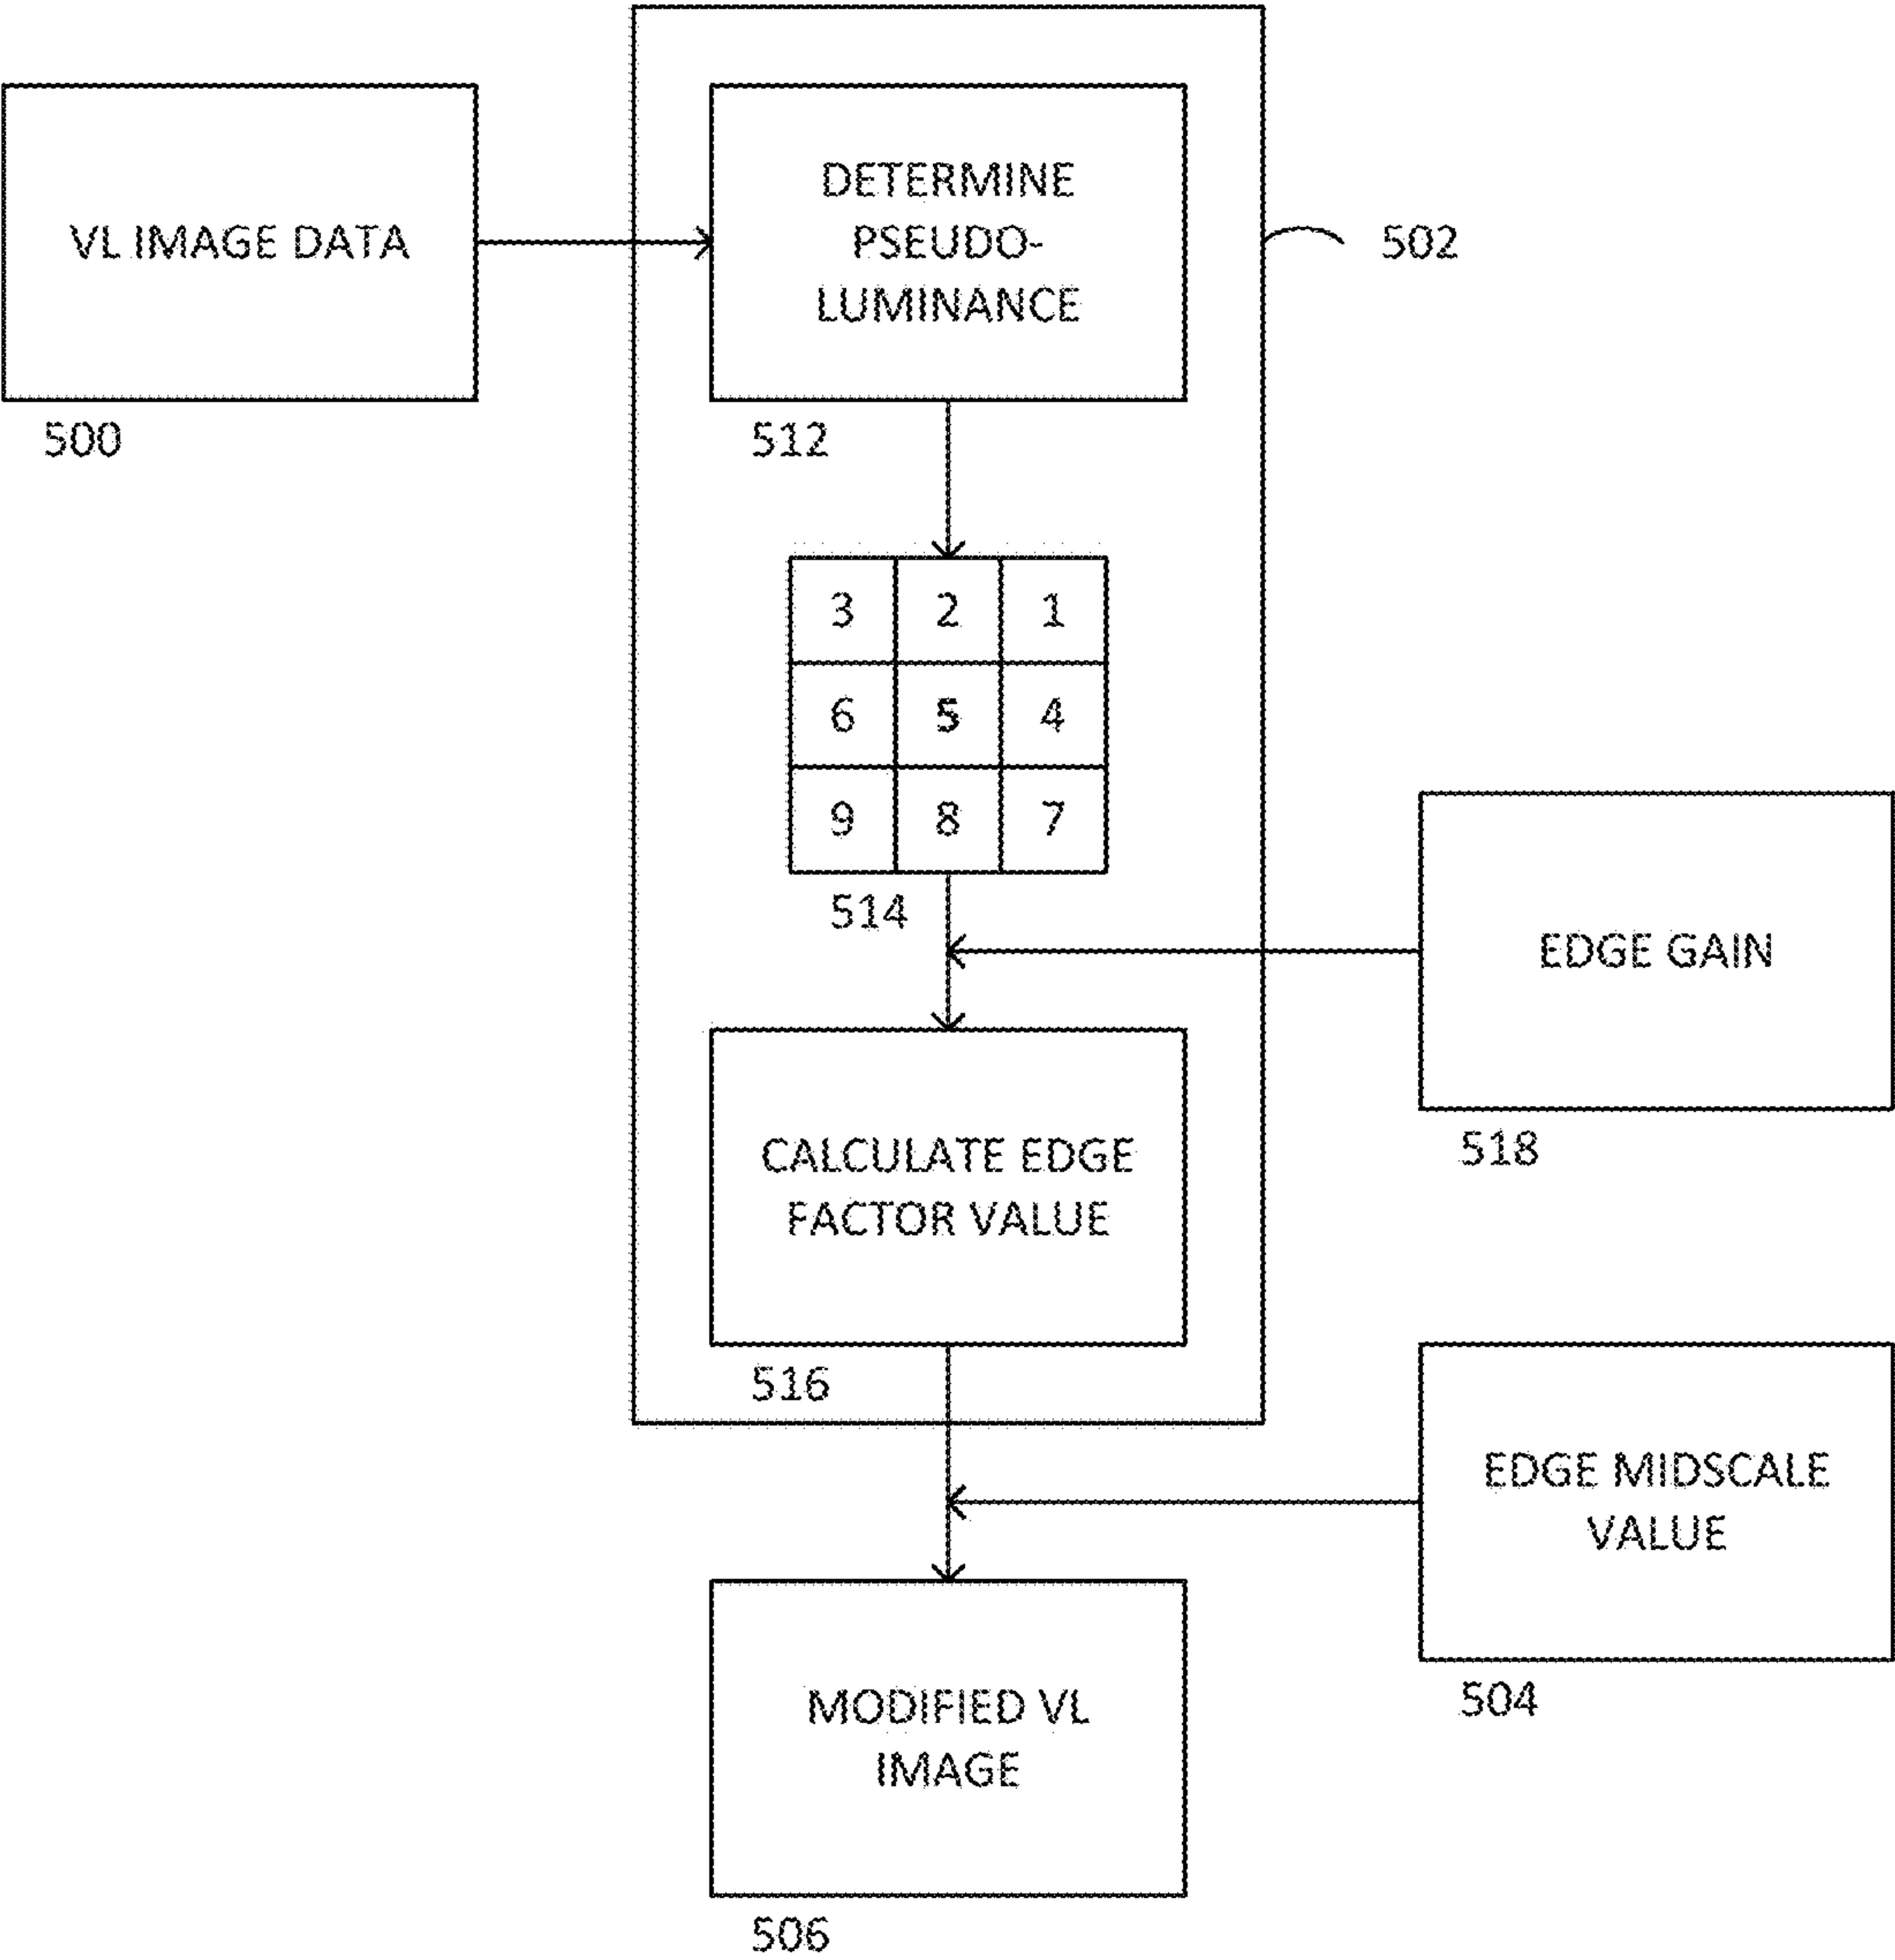 VL IMAGE DATA
500
DETERMINE
PSEUDO-
LUMINANCE
512
502
3 2 1
6 5 4
9 8 7
514
EDGE GAIN
518
CALCULATE EDGE
FACTOR VALUE
516
EDGE MIDSCALE
VALUE
504
MODIFIED VL
IMAGE
506